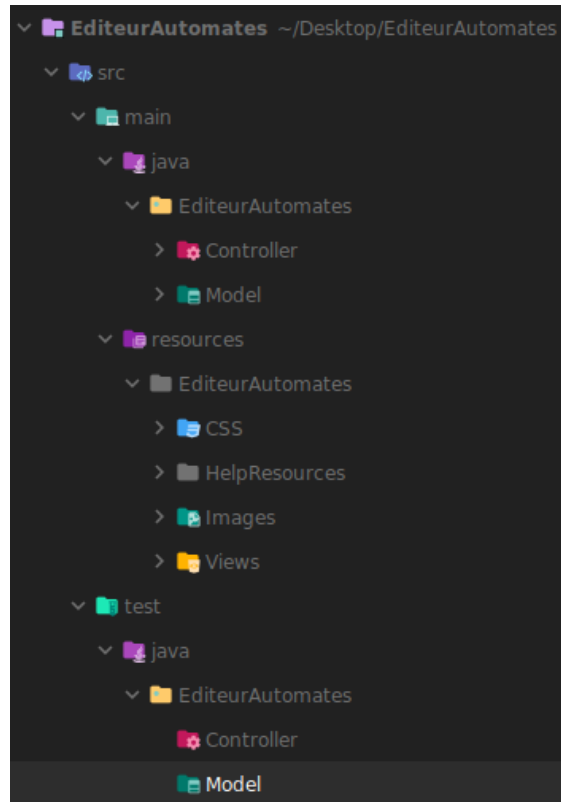 EditeurAutomates ~/Desktop/EditeurAutomates
src
main
java
EditeurAutomates
Controller
Model
resources
EditeurAutomates
CSS
HelpResources
Images
Views
test
java
EditeurAutomates
Controller
Model